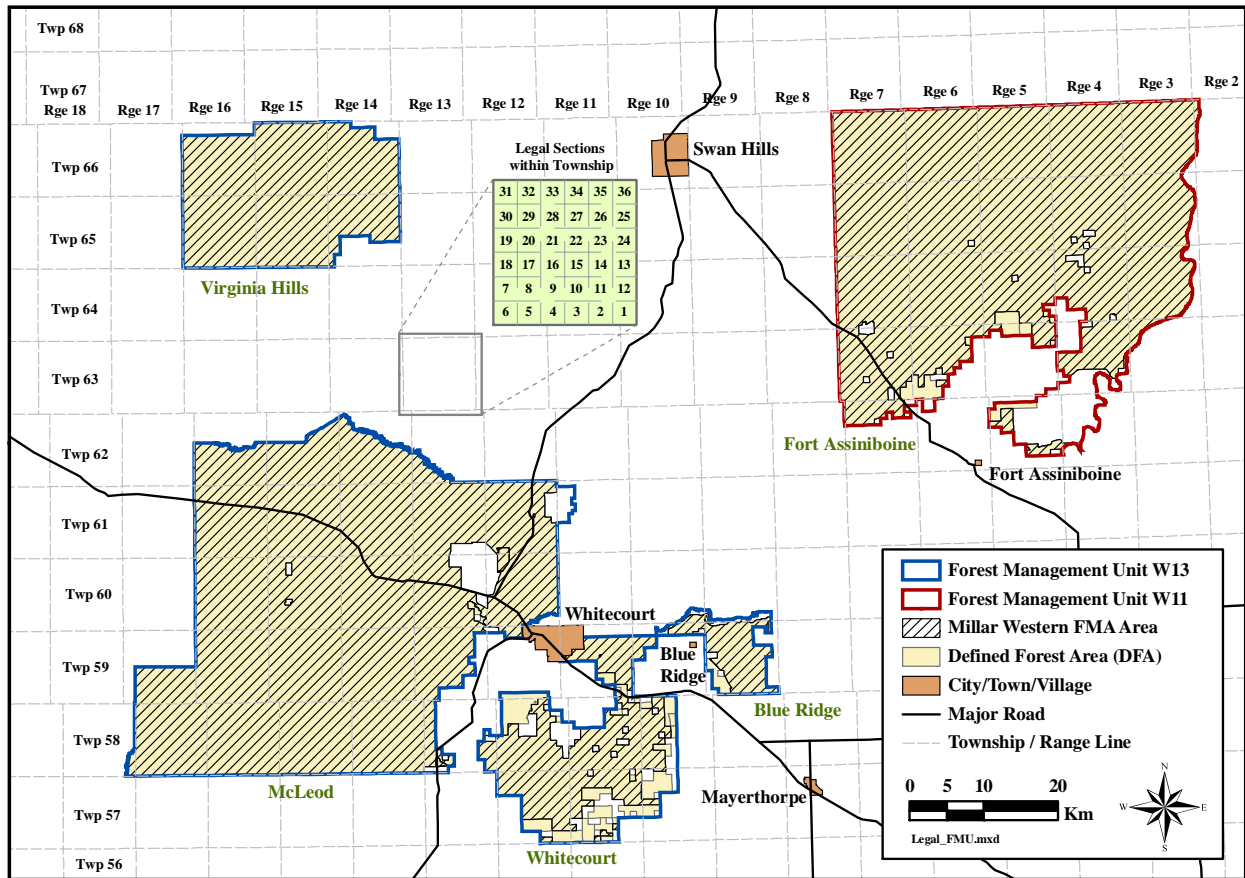 Twp 68
Twp 67
Rge 18 Rge 17 Rge 16 Rge 15 Rge 14 Rge 13 Rge 12 Rge 11 Rge 10 Rge 9 Rge 8 Rge 7 Rge 6 Rge 5 Rge 4 Rge 3 Rge 2
Legal Sections
within Township
Swan Hills
Twp 66
31 32 33 34 35 36
30 29 28 27 26 25
19 20 21 22 23 24
18 17 16 15 14 13
7 8 9 10 11 12
6 5 4 3 2 1
Twp 65
Virginia Hills
Twp 64
Twp 63
Fort Assiniboine
Twp 62
Fort Assiniboine
Twp 61
Twp 60
Whitecourt
Twp 59
Blue
Ridge
Blue Ridge
Twp 58
McLeod
Mayerthorpe
Twp 57
Whitecourt
Twp 56
Forest Management Unit W13
Forest Management Unit W11
Millar Western FMA Area
Defined Forest Area (DFA)
City/Town/Village
Major Road
Township / Range Line
0 5 10 20
Km
Legal_FMU.mxd
N
W E
S